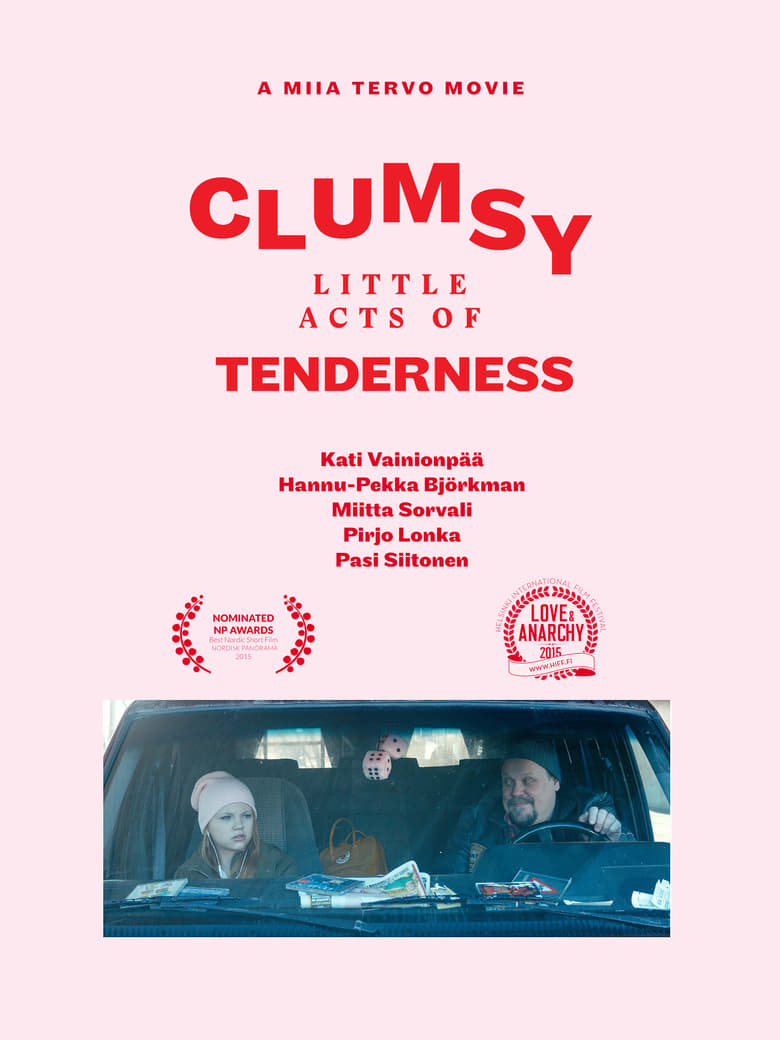 A MIIA TERVO MOVIE
CLUMSY
LITTLE
ACTS OF
TENDERNESS
Kati Vainionpää
Hannu-Pekka Björkman
Miitta Sorvali
Pirjo Lonka
Pasi Siitonen
NOMINATED
NP AWARDS
Best Nordic Short Film
NORDISK PANORAMA
2015
HELSINKI INTERNATIONAL FILM FESTIVAL
LOVE &
ANARCHY
2015
WWW.HIFF.FI